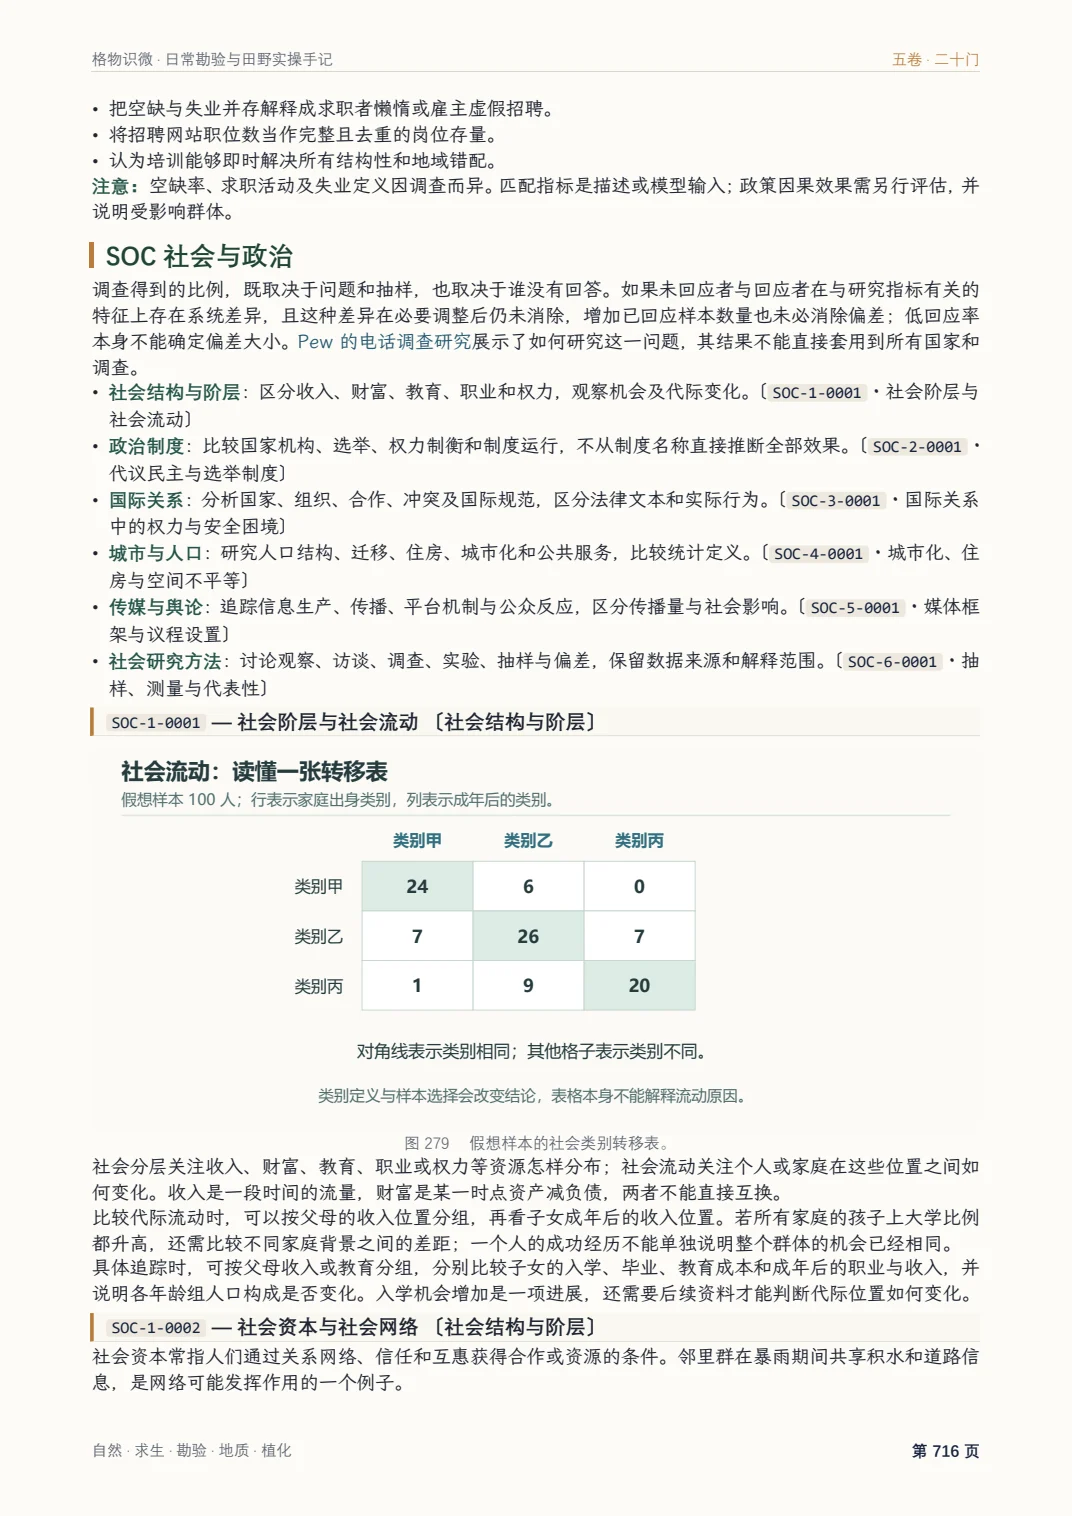 格物识微 · 日常勘验与田野实操手记
五卷 · 二十门
• 把空缺与失业并存解释成求职者懒惰或雇主虚假招聘。
• 将招聘网站职位数当作完整且去重的岗位存量。
• 认为培训能够即时解决所有结构性和地域错配。
注意：空缺率、求职活动及失业定义因调查而异。匹配指标是描述或模型输入；政策因果效果需另行评估，并
说明受影响群体。
SOC 社会与政治
调查得到的比例，既取决于问题和抽样，也取决于谁没有回答。如果未回应者与回应者在与研究指标有关的
特征上存在系统差异，且这种差异在必要调整后仍未消除，增加已回应样本数量也未必消除偏差；低回应率
本身不能确定偏差大小。Pew 的电话调查研究展示了如何研究这一问题，其结果不能直接套用到所有国家和
调查。
• 社会结构与阶层：区分收入、财富、教育、职业和权力，观察机会及代际变化。〔SOC-1-0001・社会阶层与
社会流动〕
• 政治制度：比较国家机构、选举、权力制衡和制度运行，不从制度名称直接推断全部效果。〔SOC-2-0001・
代议民主与选举制度〕
• 国际关系：分析国家、组织、合作、冲突及国际规范，区分法律文本和实际行为。〔SOC-3-0001・国际关系
中的权力与安全困境〕
• 城市与人口：研究人口结构、迁移、住房、城市化和公共服务，比较统计定义。〔SOC-4-0001・城市化、住
房与空间不平等〕
• 传媒与舆论：追踪信息生产、传播、平台机制与公众反应，区分传播量与社会影响。〔SOC-5-0001・媒体框
架与议程设置〕
• 社会研究方法：讨论观察、访谈、调查、实验、抽样与偏差，保留数据来源和解释范围。〔SOC-6-0001・抽
样、测量与代表性〕
SOC-1-0001 — 社会阶层与社会流动 〔社会结构与阶层〕
社会流动：读懂一张转移表
假想样本 100 人；行表示家庭出身类别，列表示成年后的类别。
类别甲 类别乙 类别丙
类别甲 24 6 0
类别乙 7 26 7
类别丙 1 9 20
对角线表示类别相同；其他格子表示类别不同。
类别定义与样本选择会改变结论，表格本身不能解释流动原因。
图 279 假想样本的社会类别转移表。
社会分层关注收入、财富、教育、职业或权力等资源怎样分布；社会流动关注个人或家庭在这些位置之间如
何变化。收入是一段时间的流量，财富是某一时点资产减负债，两者不能直接互换。
比较代际流动时，可以按父母的收入位置分组，再看子女成年后的收入位置。若所有家庭的孩子上大学比例
都升高，还需比较不同家庭背景之间的差距；一个人的成功经历不能单独说明整个群体的机会已经相同。
具体追踪时，可按父母收入或教育分组，分别比较子女的入学、毕业、教育成本和成年后的职业与收入，并
说明各年龄组人口构成是否变化。入学机会增加是一项进展，还需要后续资料才能判断代际位置如何变化。
SOC-1-0002 — 社会资本与社会网络 〔社会结构与阶层〕
社会资本常指人们通过关系网络、信任和互惠获得合作或资源的条件。邻里群在暴雨期间共享积水和道路信
息，是网络可能发挥作用的一个例子。
自然 · 求生 · 勘验 · 地质 · 植化
第 716 页